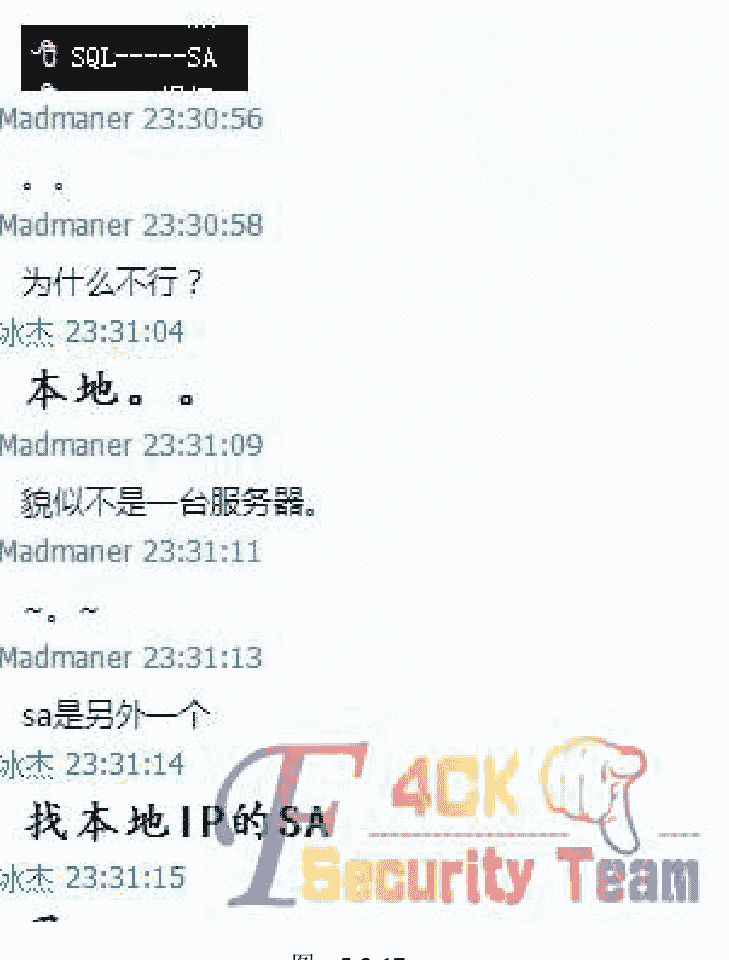 SQL-----SA
Madmaner 23:30:56
。。
Madmaner 23:30:58
为什么不行？
冰杰 23:31:04
本地。。
Madmaner 23:31:09
貌似不是一台服务器。
Madmaner 23:31:11
~。~
Madmaner 23:31:13
sa是另外一个
冰杰 23:31:14
找本地IP的SA
冰杰 23:31:15
F4CK
Security Team